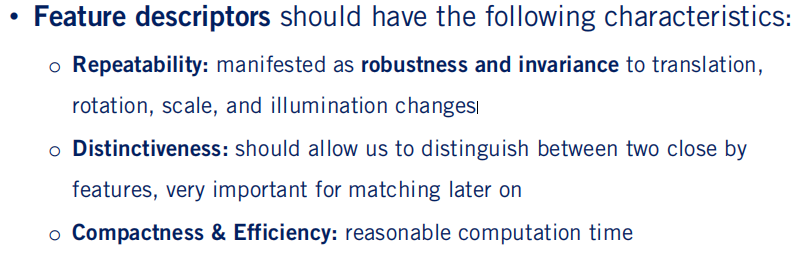 • Feature descriptors should have the following characteristics:
o Repeatability: manifested as robustness and invariance to translation,
rotation, scale, and illumination changes
o Distinctiveness: should allow us to distinguish between two close by
features, very important for matching later on
o Compactness & Efficiency: reasonable computation time